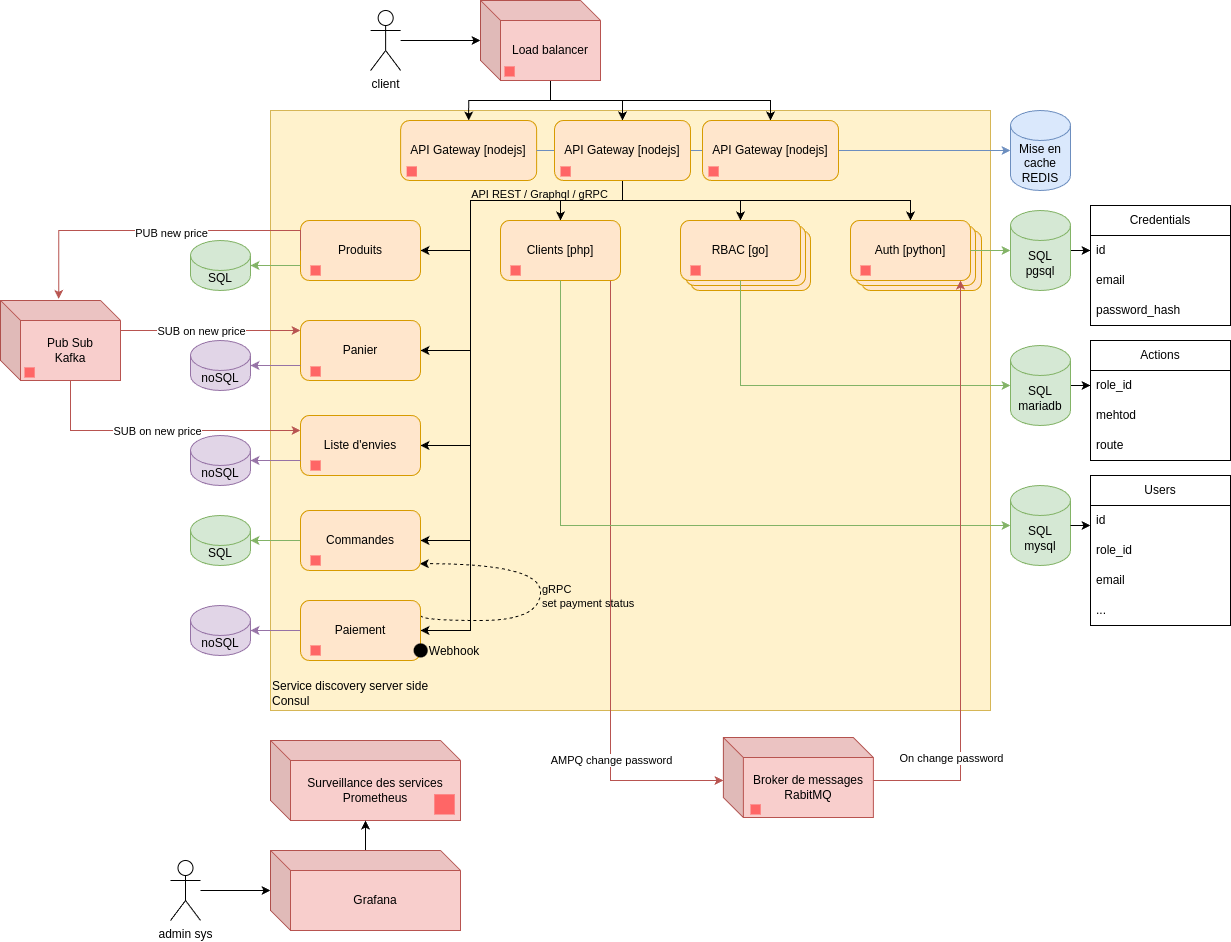 client
Load balancer
API Gateway [nodejs]
API Gateway [nodejs]
API Gateway [nodejs]
Mise en
cache
REDIS
API REST / Graphql / gRPC
PUB new price
Produits
SQL
Clients [php]
RBAC [go]
Auth [python]
SQL
pgsql
Credentials
id
email
password_hash
Pub Sub
Kafka
SUB on new price
Panier
noSQL
SQL
mariadb
Actions
role_id
mehtod
route
SUB on new price
Liste d'envies
noSQL
Commandes
SQL
SQL
mysql
Users
id
role_id
email
...
gRPC
set payment status
Paiement
noSQL
Webhook
Service discovery server side
Consul
Surveillance des services
Prometheus
AMPQ change password
Broker de messages
RabitMQ
On change password
Grafana
admin sys